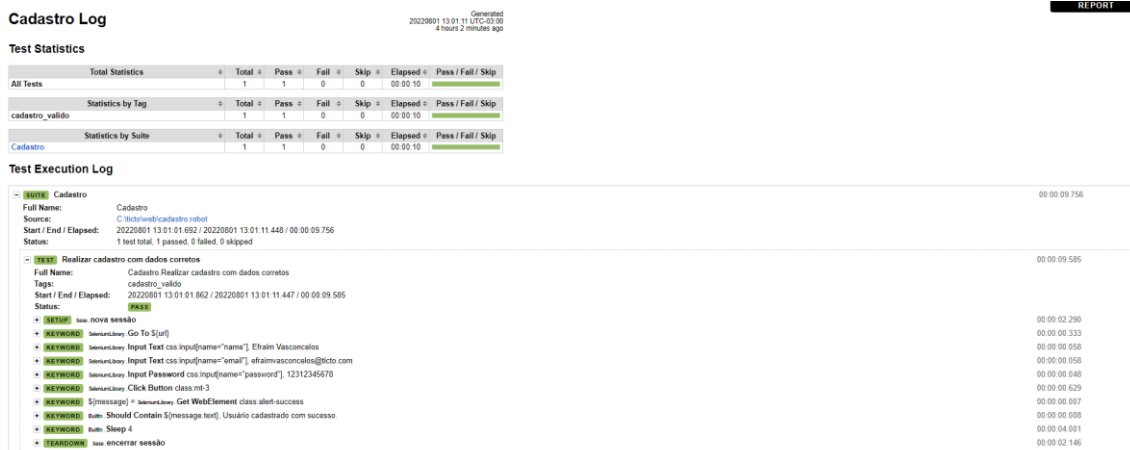 REPORT
Cadastro Log
Generated
20220801 13:01:11 UTC-03:00
4 hours 2 minutes ago
Test Statistics
Total Statistics Total Pass Fail Skip Elapsed Pass / Fail / Skip
All Tests 1 1 0 0 00:00:10
Statistics by Tag Total Pass Fail Skip Elapsed Pass / Fail / Skip
cadastro_valido 1 1 0 0 00:00:10
Statistics by Suite Total Pass Fail Skip Elapsed Pass / Fail / Skip
Cadastro 1 1 0 0 00:00:10
Test Execution Log
- SUITE Cadastro 00:00:09.756
Full Name: Cadastro
Source: C:\ticto\web\cadastro.robot
Start / End / Elapsed: 20220801 13:01:01.692 / 20220801 13:01:11.448 / 00:00:09.756
Status: 1 test total, 1 passed, 0 failed, 0 skipped
- TEST Realizar cadastro com dados corretos 00:00:09.585
Full Name: Cadastro.Realizar cadastro com dados corretos
Tags: cadastro_valido
Start / End / Elapsed: 20220801 13:01:01.862 / 20220801 13:01:11.447 / 00:00:09.585
Status: PASS
+ SETUP base.nova sessão 00:00:02.290
+ KEYWORD SeleniumLibrary.Go To ${url} 00:00:00.333
+ KEYWORD SeleniumLibrary.Input Text css:input[name="name"], Efraim Vasconcelos 00:00:00.058
+ KEYWORD SeleniumLibrary.Input Text css:input[name="email"], efraimvasconcelos@ticto.com 00:00:00.058
+ KEYWORD SeleniumLibrary.Input Password css:input[name="password"], 12312345678 00:00:00.048
+ KEYWORD SeleniumLibrary.Click Button class:mt-3 00:00:00.629
+ KEYWORD ${message} = SeleniumLibrary.Get WebElement class:alert-success 00:00:00.007
+ KEYWORD BuiltIn.Should Contain ${message.text}, Usuário cadastrado com sucesso. 00:00:00.008
+ KEYWORD BuiltIn.Sleep 4 00:00:04.001
+ TEARDOWN base.encerrar sessão 00:00:02.146